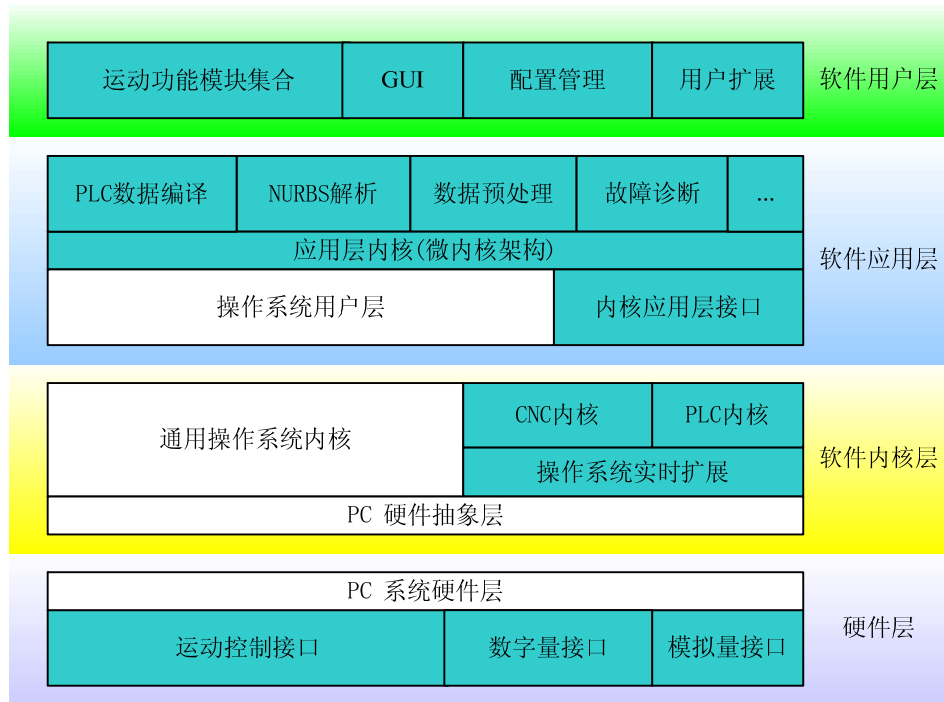 运动功能模块集合 GUI 配置管理 用户扩展 软件用户层
PLC数据编译 NURBS解析 数据预处理 故障诊断 ...
应用层内核(微内核架构) 软件应用层
操作系统用户层 内核应用层接口
CNC内核 PLC内核
通用操作系统内核 软件内核层
操作系统实时扩展
PC 硬件抽象层
PC 系统硬件层
硬件层
运动控制接口 数字量接口 模拟量接口